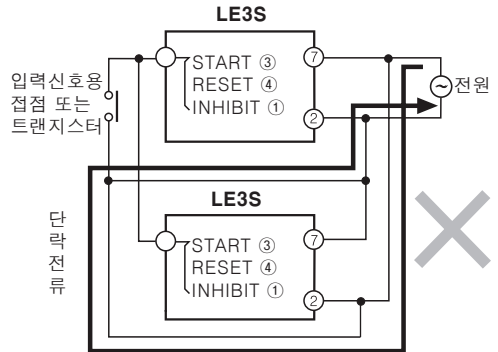 LE3S
START ③
RESET ④
INHIBIT ①
⑦
②
입력신호용
접점 또는
트랜지스터
전원
LE3S
START ③
RESET ④
INHIBIT ①
⑦
②
단
락
전
류